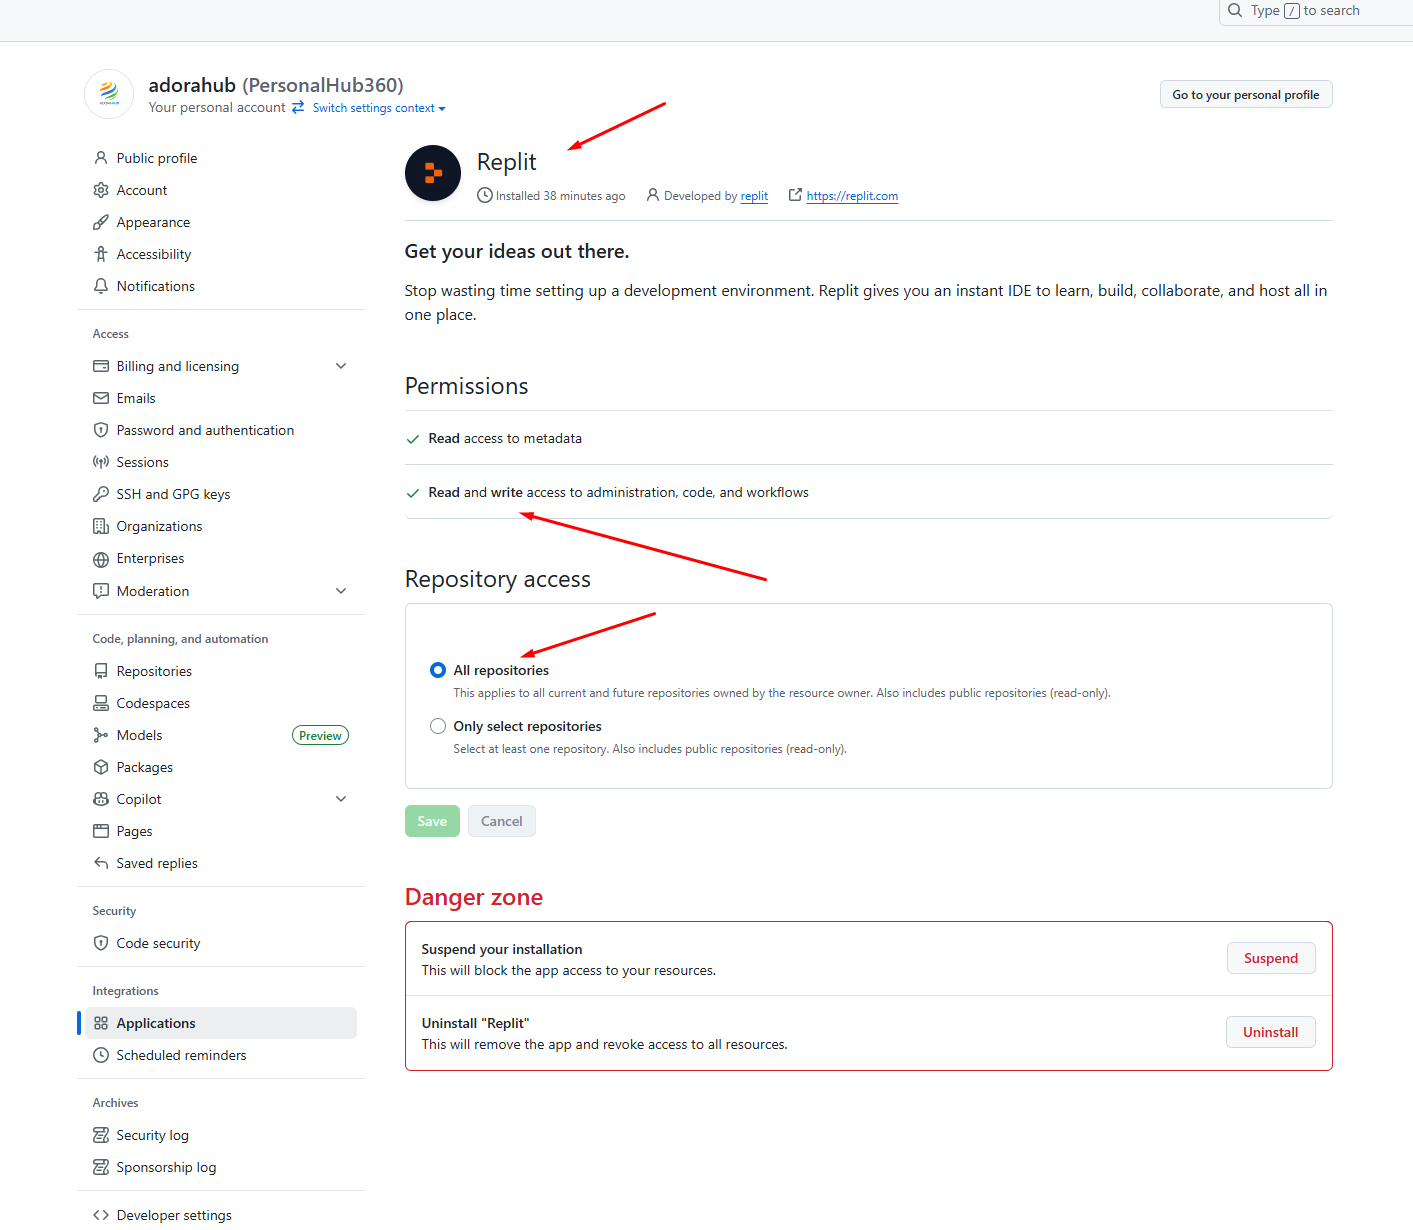 Type / to search
adorahub (PersonalHub360)
Your personal account Switch settings context
Go to your personal profile
Public profile
Account
Appearance
Accessibility
Notifications
Access
Billing and licensing
Emails
Password and authentication
Sessions
SSH and GPG keys
Organizations
Enterprises
Moderation
Code, planning, and automation
Repositories
Codespaces
Models Preview
Packages
Copilot
Pages
Saved replies
Security
Code security
Integrations
Applications
Scheduled reminders
Archives
Security log
Sponsorship log
Developer settings
Replit
Installed 38 minutes ago Developed by replit https://replit.com
Get your ideas out there.
Stop wasting time setting up a development environment. Replit gives you an instant IDE to learn, build, collaborate, and host all in
one place.
Permissions
Read access to metadata
Read and write access to administration, code, and workflows
Repository access
All repositories
This applies to all current and future repositories owned by the resource owner. Also includes public repositories (read-only).
Only select repositories
Select at least one repository. Also includes public repositories (read-only).
Save Cancel
Danger zone
Suspend your installation
This will block the app access to your resources.
Suspend
Uninstall "Replit"
This will remove the app and revoke access to all resources.
Uninstall